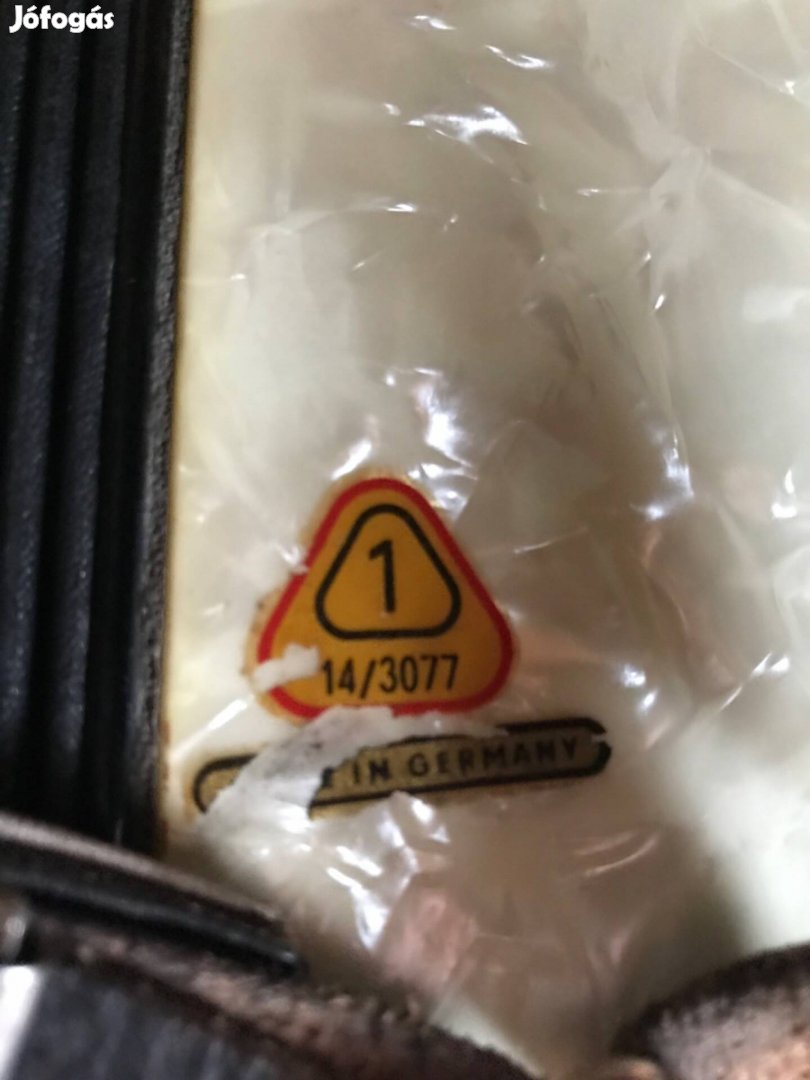 Jófogás
1
14/3077
IN GERMANY